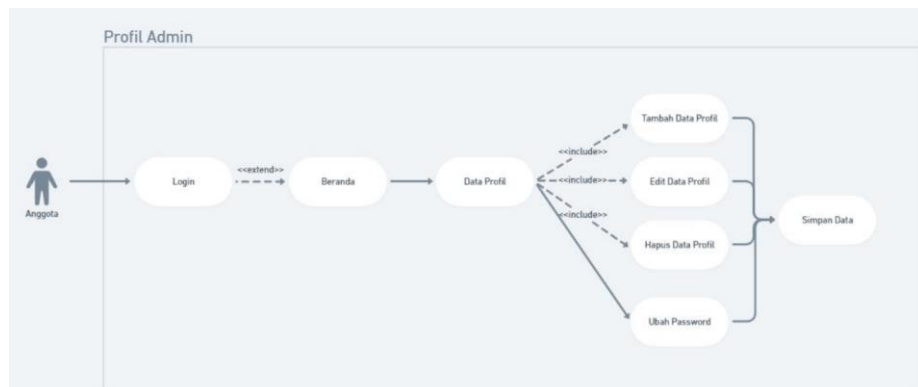 Profil Admin
Tambah Data Profil
<<include>>
Login
<<extend>>
Beranda
Data Profil
<<include>>
Edit Data Profil
Anggota
<<include>>
Simpan Data
Hapus Data Profil
Ubah Password